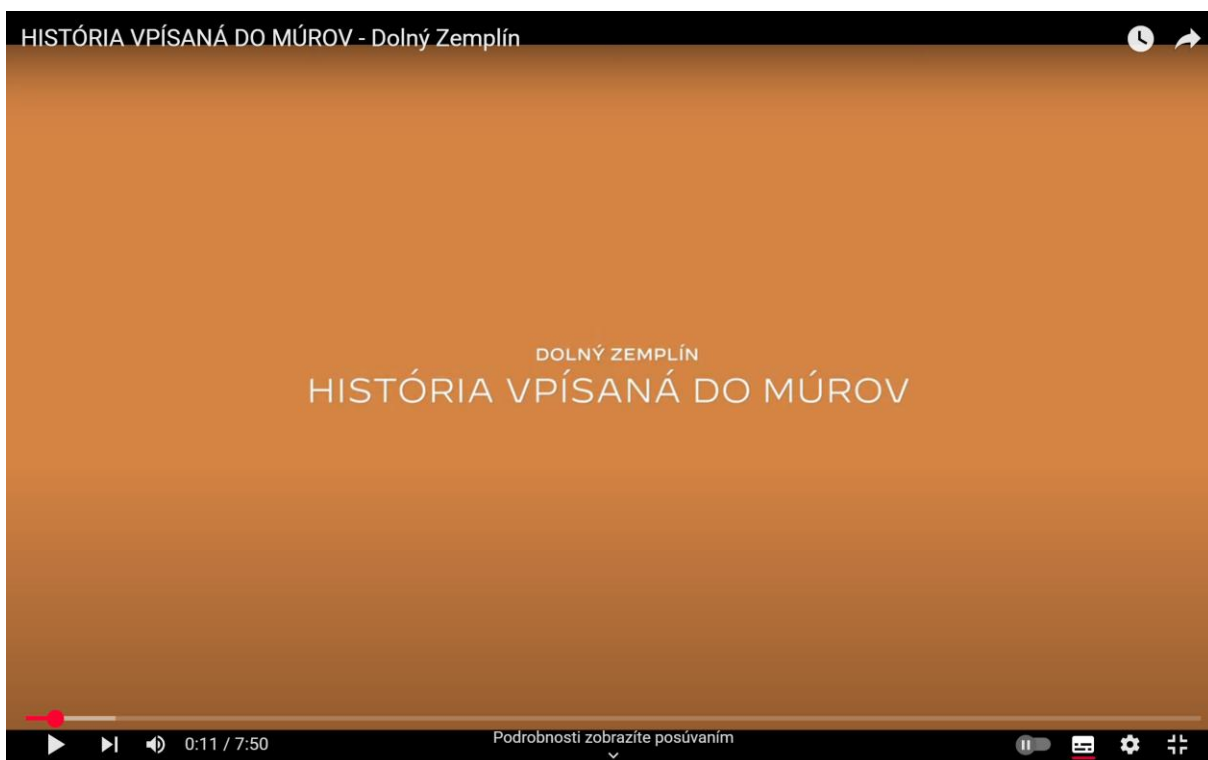 HISTÓRIA VPÍSANÁ DO MÚROV - Dolný Zemplín
DOLNÝ ZEMPLÍN
HISTÓRIA VPÍSANÁ DO MÚROV
0:11 / 7:50
Podrobnosti zobrazíte posúvaním